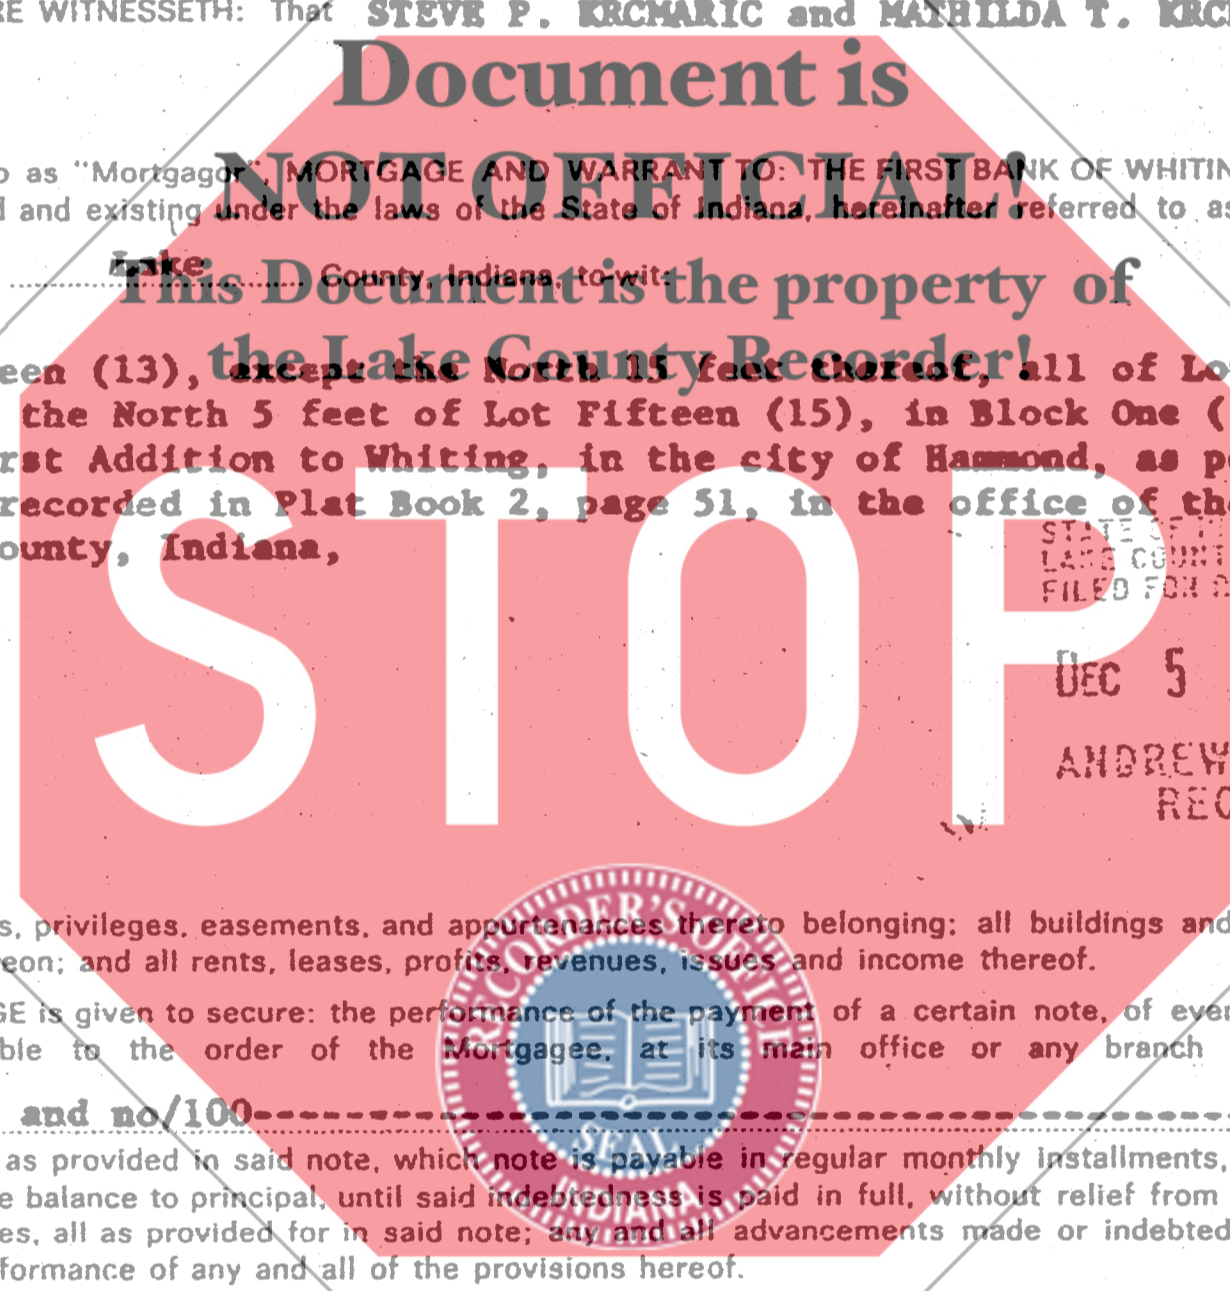 RE WITNESSETH: That STEVE P. KRCMARIC and MATHILDA T. KRC
Document is
NOT OFFICIAL!
o as "Mortgagor", MORTGAGE AND WARRANT TO: THE FIRST BANK OF WHITIN
d and existing under the laws of the State of Indiana, hereinafter referred to as
Lake County, Indiana, to-wit:
This Document is the property of
the Lake County Recorder!
een (13), except the North 15 feet thereof, all of Lo
the North 5 feet of Lot Fifteen (15), in Block One (
rst Addition to Whiting, in the city of Hammond, as p
recorded in Plat Book 2, page 51, in the office of th
ounty, Indiana,
STOP
STATE OF
LAKE COUNT
FILED FOR R
DEC 5
ANDREW
REC
s, privileges, easements, and appurtenances thereto belonging; all buildings and
eon; and all rents, leases, profits, revenues, issues and income thereof.
GE is given to secure: the performance of the payment of a certain note, of ever
ble to the order of the Mortgagee, at its main office or any branch
RECORDER'S OFFICE
SEAL
INDIANA
and no/100--------------------
as provided in said note, which note is payable in regular monthly installments,
e balance to principal, until said indebtedness is paid in full, without relief from
es, all as provided for in said note; any and all advancements made or indebted
formance of any and all of the provisions hereof.